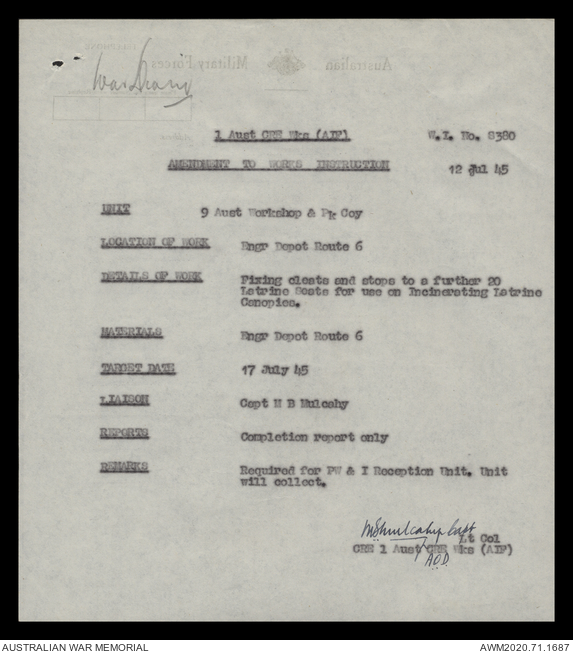 War Diary
Australian Military Forces
1 Aust CRE Wks (AIF)
W.I. No. 8380
AMENDMENT TO WORKS INSTRUCTION
12 Jul 45
UNIT 9 Aust Workshop & Pk Coy
LOCATION OF WORK Engr Depot Route 6
DETAILS OF WORK Fixing cleats and stops to a further 20
Latrine Seats for use on Incinerating Latrine
Canopies.
MATERIALS Engr Depot Route 6
TARGET DATE 17 July 45
LIAISON Capt M B Mulcahy
REPORTS Completion report only
REMARKS Required for PW & I Reception Unit. Unit
will collect.
MBMulcahy Capt
Lt Col
CRE 1 Aust CRE Wks (AIF)
AUSTRALIAN WAR MEMORIAL
AWM2020.71.1687